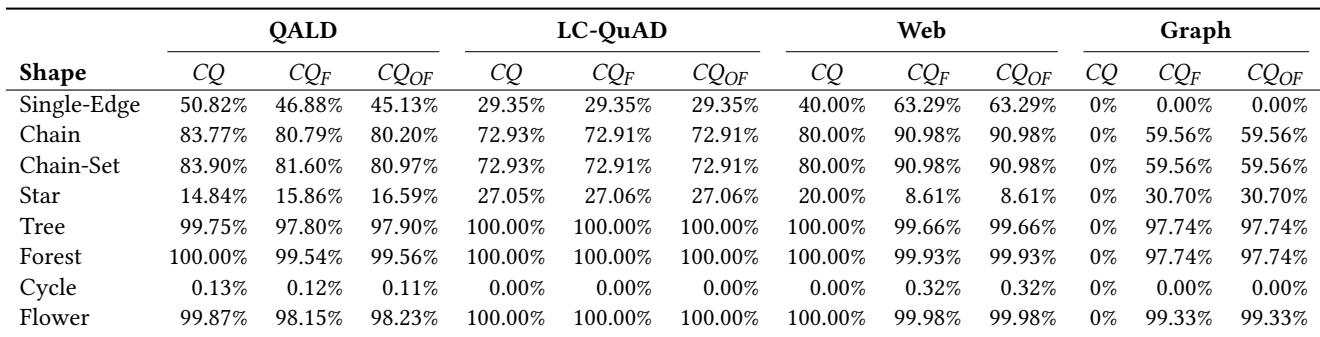 QALD LC-QuAD Web Graph
Shape CQ CQF CQOF CQ CQF CQOF CQ CQF CQOF CQ CQF CQOF
Single-Edge 50.82% 46.88% 45.13% 29.35% 29.35% 29.35% 40.00% 63.29% 63.29% 0% 0.00% 0.00%
Chain 83.77% 80.79% 80.20% 72.93% 72.91% 72.91% 80.00% 90.98% 90.98% 0% 59.56% 59.56%
Chain-Set 83.90% 81.60% 80.97% 72.93% 72.91% 72.91% 80.00% 90.98% 90.98% 0% 59.56% 59.56%
Star 14.84% 15.86% 16.59% 27.05% 27.06% 27.06% 20.00% 8.61% 8.61% 0% 30.70% 30.70%
Tree 99.75% 97.80% 97.90% 100.00% 100.00% 100.00% 100.00% 99.66% 99.66% 0% 97.74% 97.74%
Forest 100.00% 99.54% 99.56% 100.00% 100.00% 100.00% 100.00% 99.93% 99.93% 0% 97.74% 97.74%
Cycle 0.13% 0.12% 0.11% 0.00% 0.00% 0.00% 0.00% 0.32% 0.32% 0% 0.00% 0.00%
Flower 99.87% 98.15% 98.23% 100.00% 100.00% 100.00% 100.00% 99.98% 99.98% 0% 99.33% 99.33%